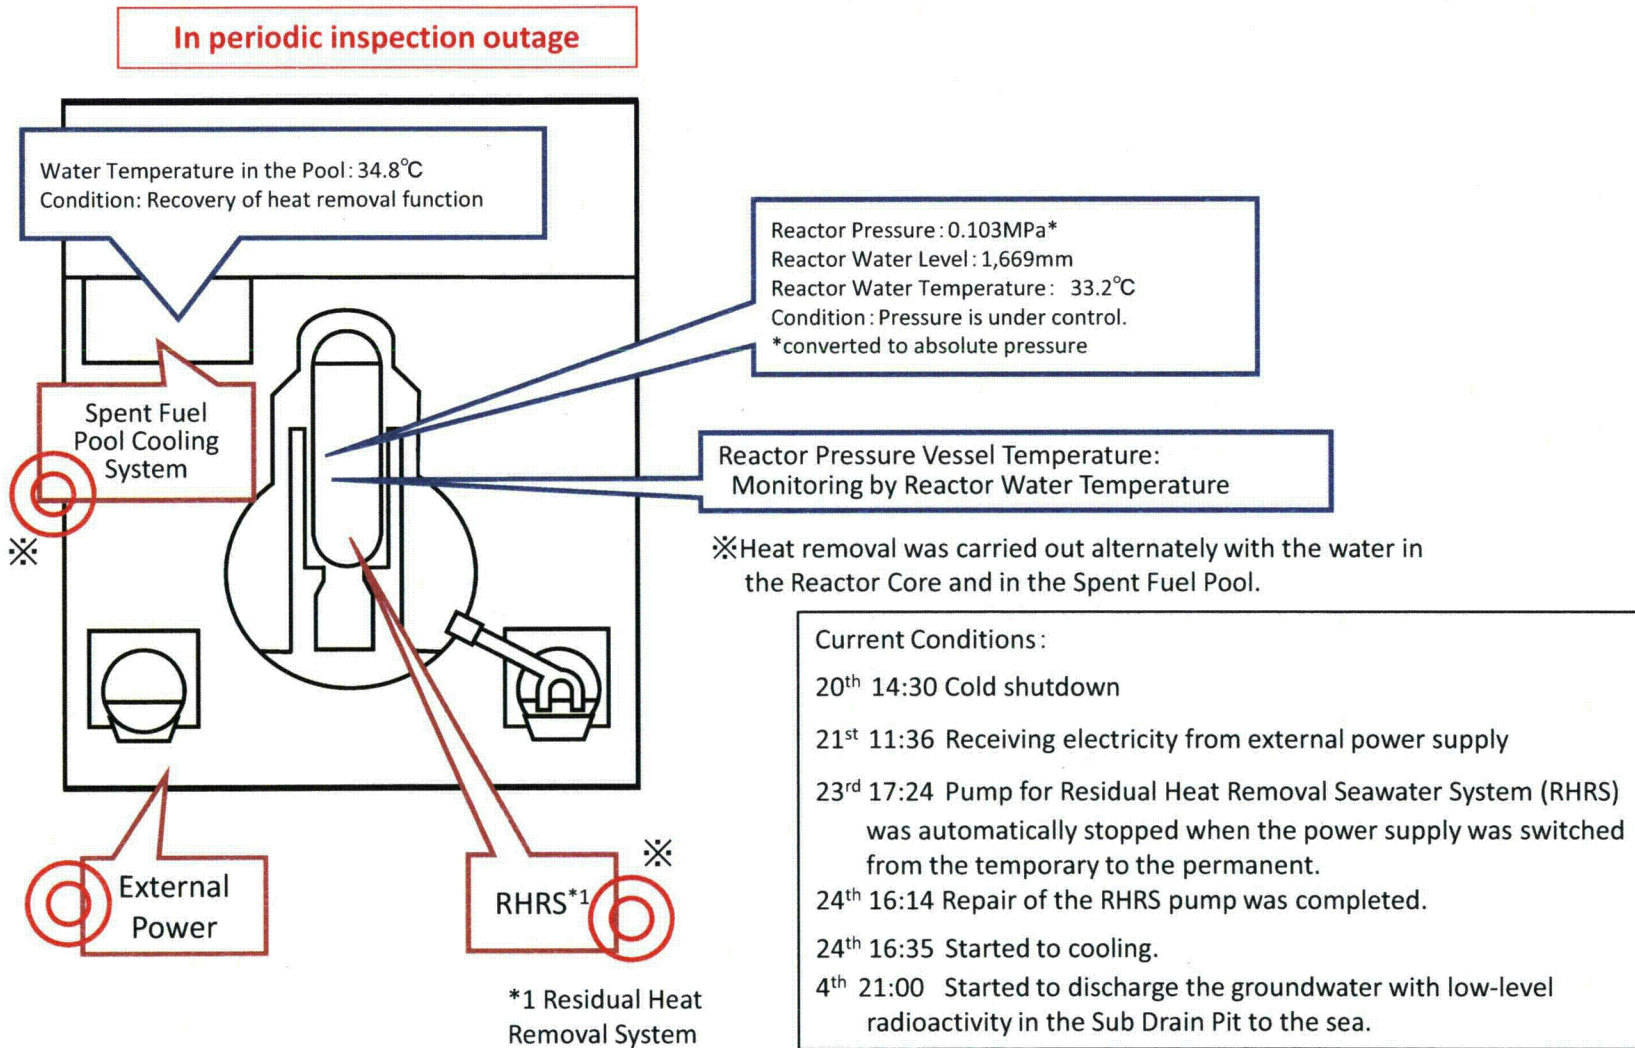 In periodic inspection outage
Water Temperature in the Pool: 34.8℃
Condition: Recovery of heat removal function
Reactor Pressure: 0.103MPa*
Reactor Water Level: 1,669mm
Reactor Water Temperature: 33.2℃
Condition: Pressure is under control.
*converted to absolute pressure
Spent Fuel
Pool Cooling
System
※
Reactor Pressure Vessel Temperature:
Monitoring by Reactor Water Temperature
※Heat removal was carried out alternately with the water in
the Reactor Core and in the Spent Fuel Pool.
External
Power
RHRS*1
※
*1 Residual Heat
Removal System
Current Conditions:
20th 14:30 Cold shutdown
21st 11:36 Receiving electricity from external power supply
23rd 17:24 Pump for Residual Heat Removal Seawater System (RHRS)
was automatically stopped when the power supply was switched
from the temporary to the permanent.
24th 16:14 Repair of the RHRS pump was completed.
24th 16:35 Started to cooling.
4th 21:00 Started to discharge the groundwater with low-level
radioactivity in the Sub Drain Pit to the sea.